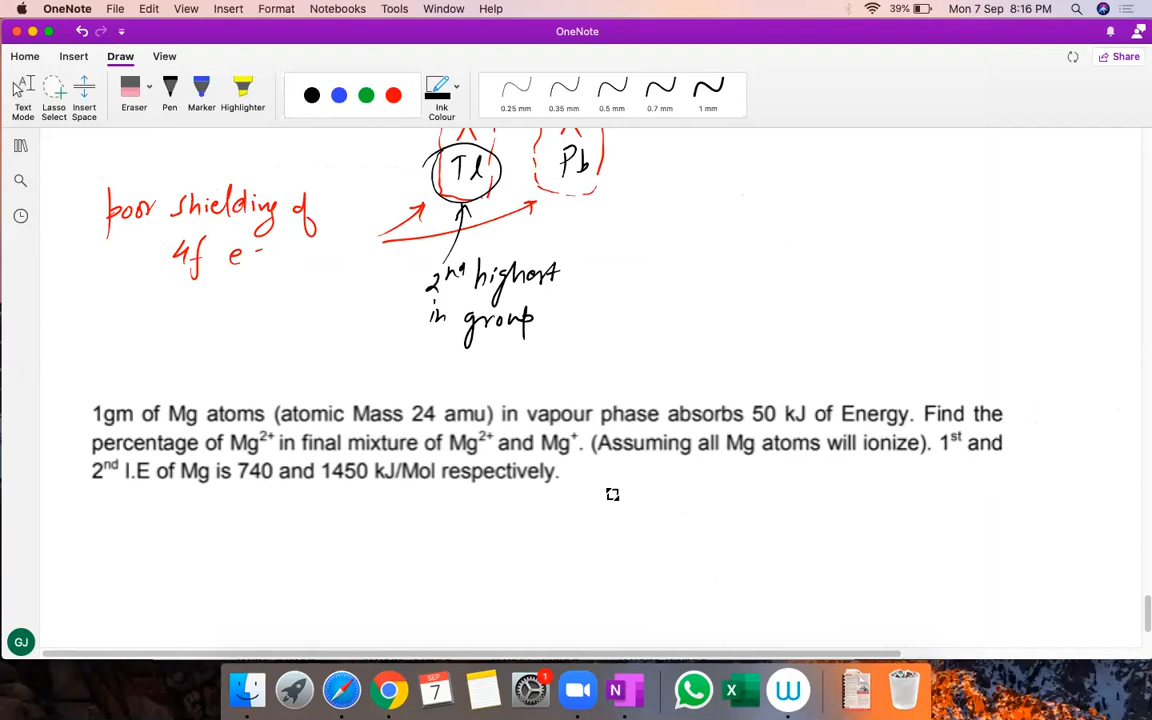 OneNote File Edit View Insert Format Notebooks Tools Window Help 39% Mon 7 Sep 8:16 PM
OneNote
Home Insert Draw View Share
Text Mode Lasso Select Insert Space Eraser Pen Marker Highlighter Ink Colour 0.25 mm 0.35 mm 0.5 mm 0.7 mm 1 mm
Tl Pb
poor shielding of
4f e-
2nd highest
in group
1gm of Mg atoms (atomic Mass 24 amu) in vapour phase absorbs 50 kJ of Energy. Find the
percentage of Mg2+ in final mixture of Mg2+ and Mg+. (Assuming all Mg atoms will ionize). 1st and
2nd I.E of Mg is 740 and 1450 kJ/Mol respectively.
GJ
SEP 7 1 N X W